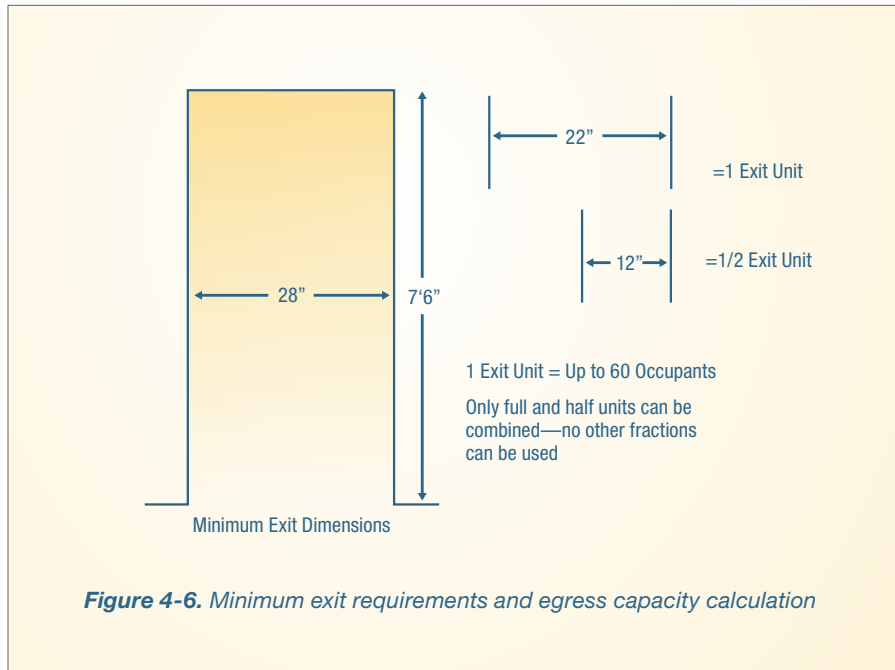 22”
=1 Exit Unit
12”
=1/2 Exit Unit
28”
7‘6”
1 Exit Unit = Up to 60 Occupants
Only full and half units can be
combined—no other fractions
can be used
Minimum Exit Dimensions
Figure 4-6. Minimum exit requirements and egress capacity calculation